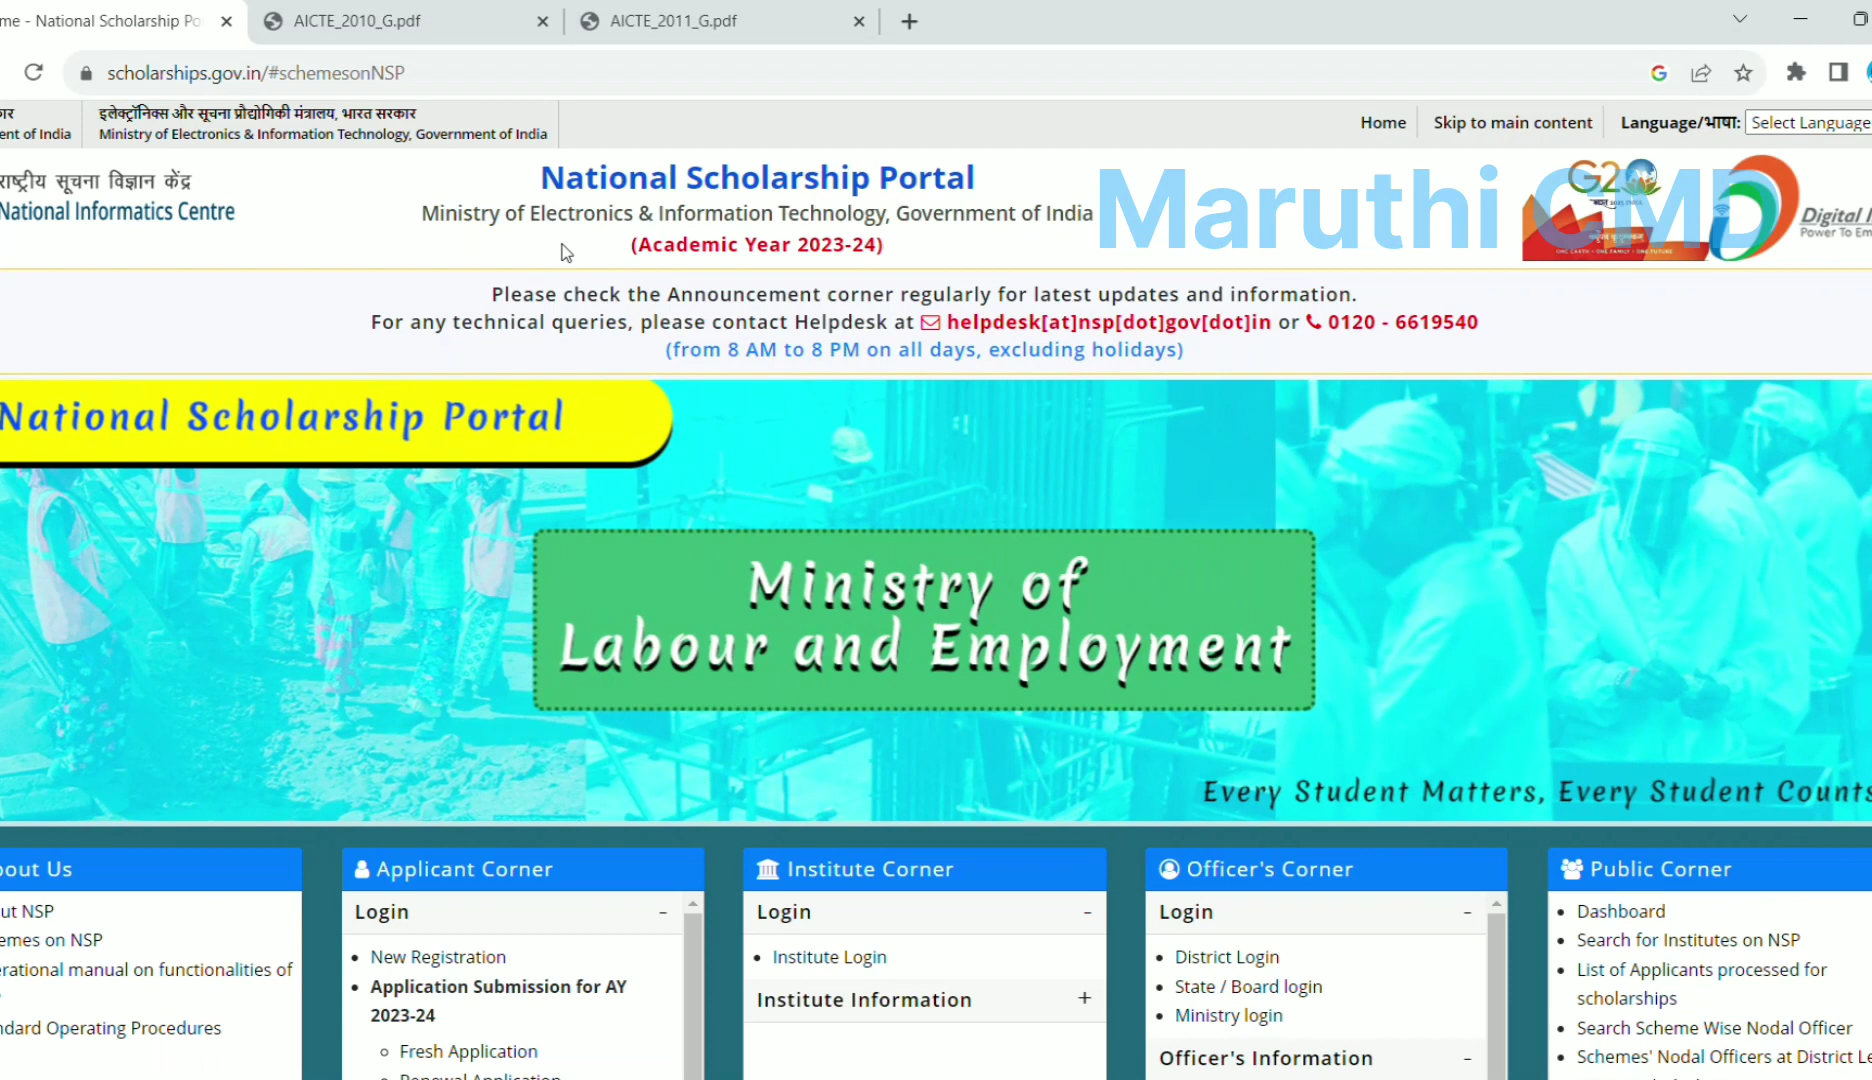 me - National Scholarship Po
AICTE_2010_G.pdf
AICTE_2011_G.pdf
scholarships.gov.in/#schemesonNSP
ent of India
इलेक्ट्रॉनिक्स और सूचना प्रौद्योगिकी मंत्रालय, भारत सरकार
Ministry of Electronics & Information Technology, Government of India
Home
Skip to main content
Language/भाषा:
Select Language
राष्ट्रीय सूचना विज्ञान केंद्र
National Informatics Centre
National Scholarship Portal
Ministry of Electronics & Information Technology, Government of India
(Academic Year 2023-24)
Maruthi GMD
G20
Digital I
Power To Em
Please check the Announcement corner regularly for latest updates and information.
For any technical queries, please contact Helpdesk at helpdesk[at]nsp[dot]gov[dot]in or 0120 - 6619540
(from 8 AM to 8 PM on all days, excluding holidays)
National Scholarship Portal
Ministry of
Labour and Employment
Every Student Matters, Every Student Counts
out Us
ut NSP
emes on NSP
erational manual on functionalities of
ndard Operating Procedures
Applicant Corner
Login -
New Registration
Application Submission for AY
2023-24
Fresh Application
Renewal Application
Institute Corner
Login -
Institute Login
Institute Information +
Officer's Corner
Login -
District Login
State / Board login
Ministry login
Officer's Information -
Public Corner
Dashboard
Search for Institutes on NSP
List of Applicants processed for
scholarships
Search Scheme Wise Nodal Officer
Schemes' Nodal Officers at District Le